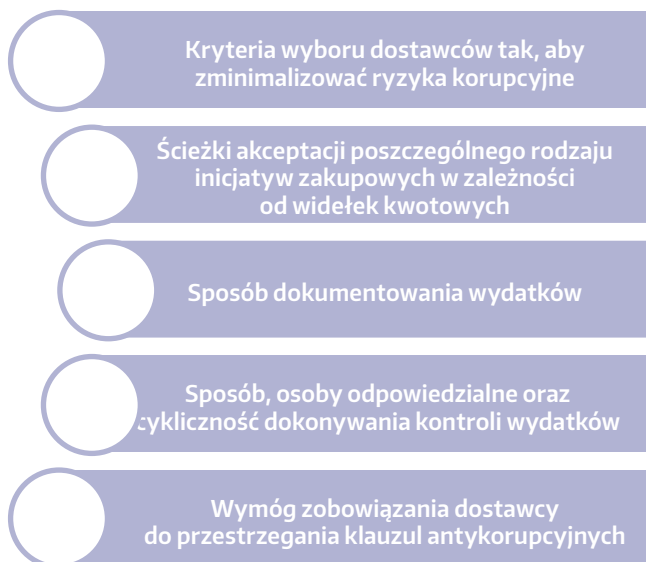 Kryteria wyboru dostawców tak, aby
zminimalizować ryzyka korupcyjne
Ścieżki akceptacji poszczególnego rodzaju
inicjatyw zakupowych w zależności
od widełek kwotowych
Sposób dokumentowania wydatków
Sposób, osoby odpowiedzialne oraz
cykliczność dokonywania kontroli wydatków
Wymóg zobowiązania dostawcy
do przestrzegania klauzul antykorupcyjnych